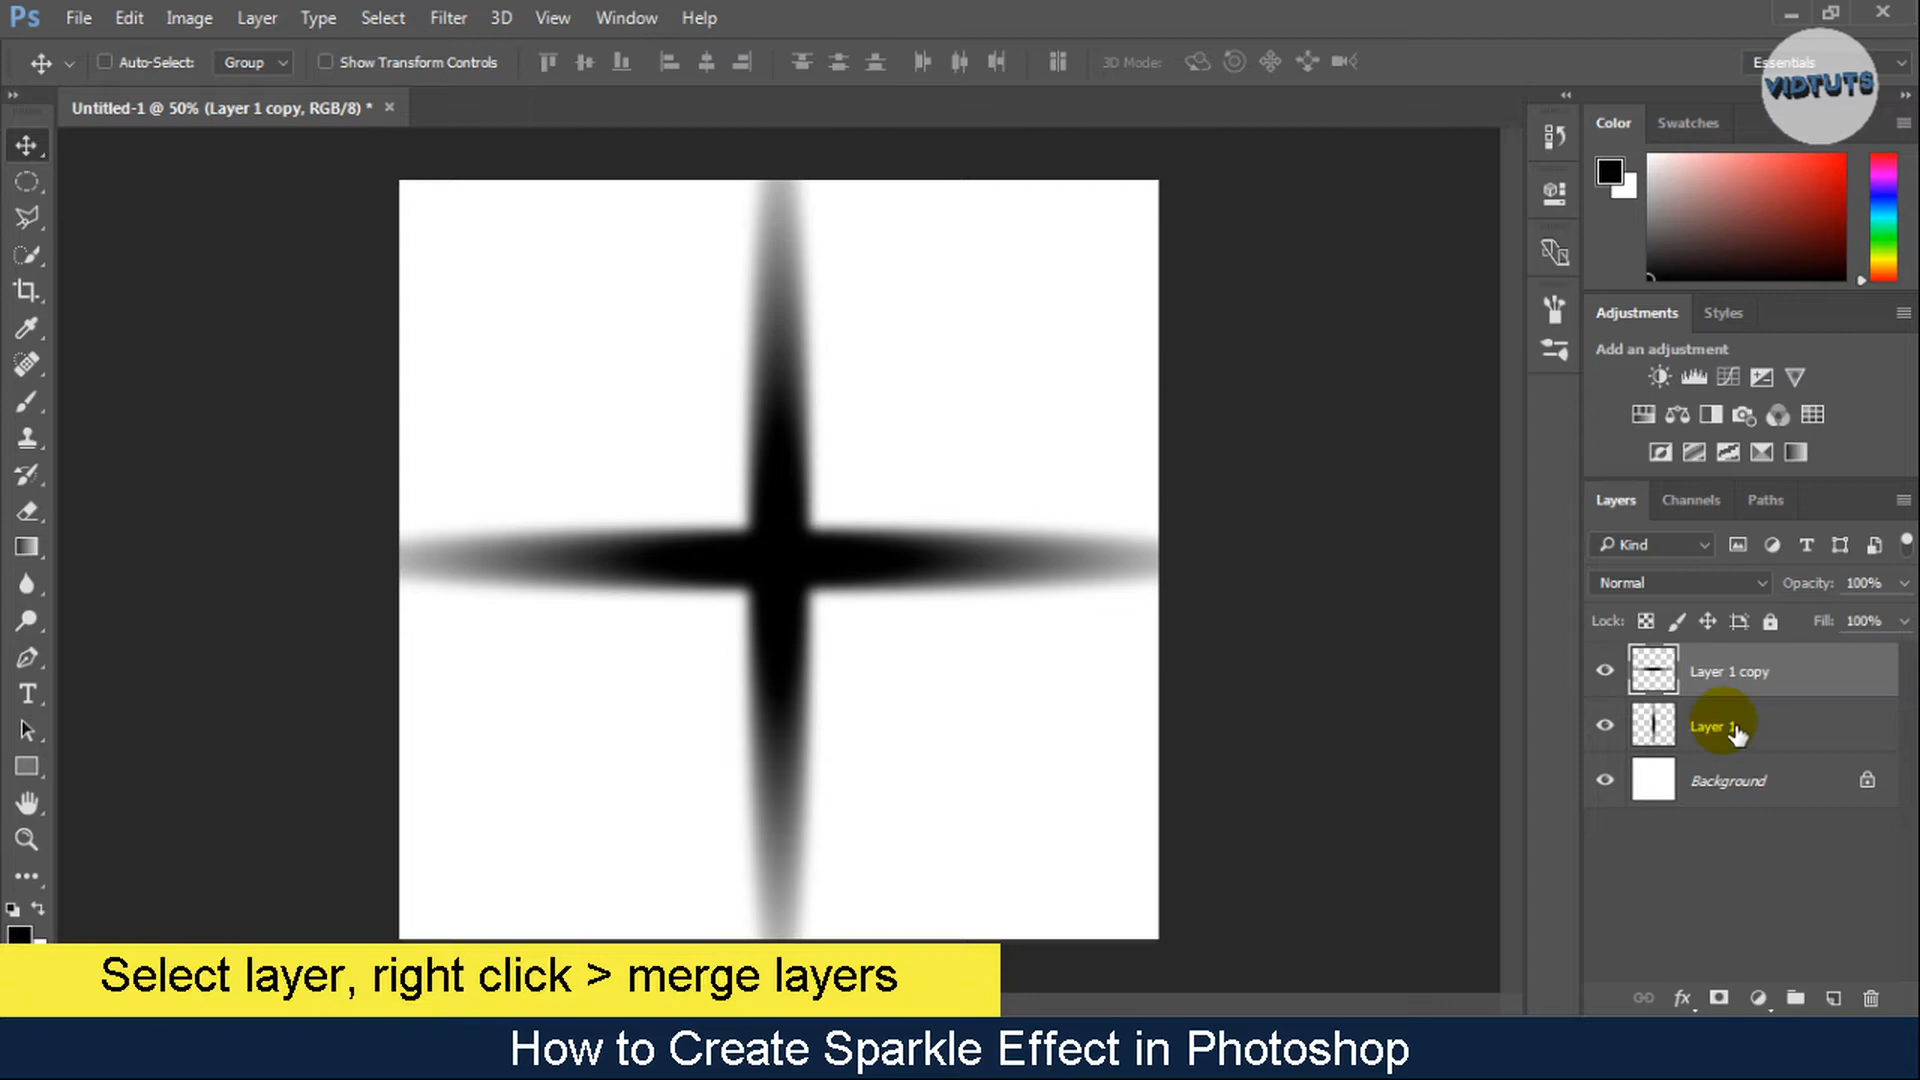 Ps File Edit Image Layer Type Select Filter 3D View Window Help
Auto-Select: Group Show Transform Controls 3D Mode: Essentials
VIDTUTS
Untitled-1 @ 50% (Layer 1 copy, RGB/8) * ×
Color Swatches
Adjustments Styles
Add an adjustment
Layers Channels Paths
Kind
Normal Opacity: 100%
Lock: Fill: 100%
Layer 1 copy
Layer 1
Background
fx
Select layer, right click > merge layers
How to Create Sparkle Effect in Photoshop